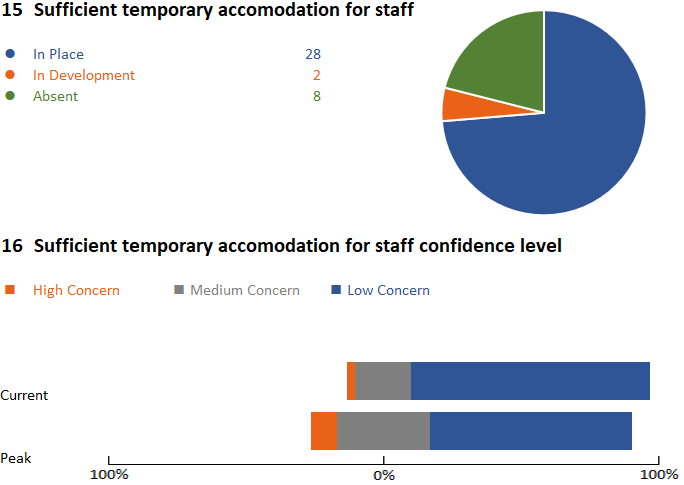 15 Sufficient temporary accomodation for staff
In Place 28
In Development 2
Absent 8
16 Sufficient temporary accomodation for staff confidence level
High Concern Medium Concern Low Concern
Current
Peak
100% 0% 100%